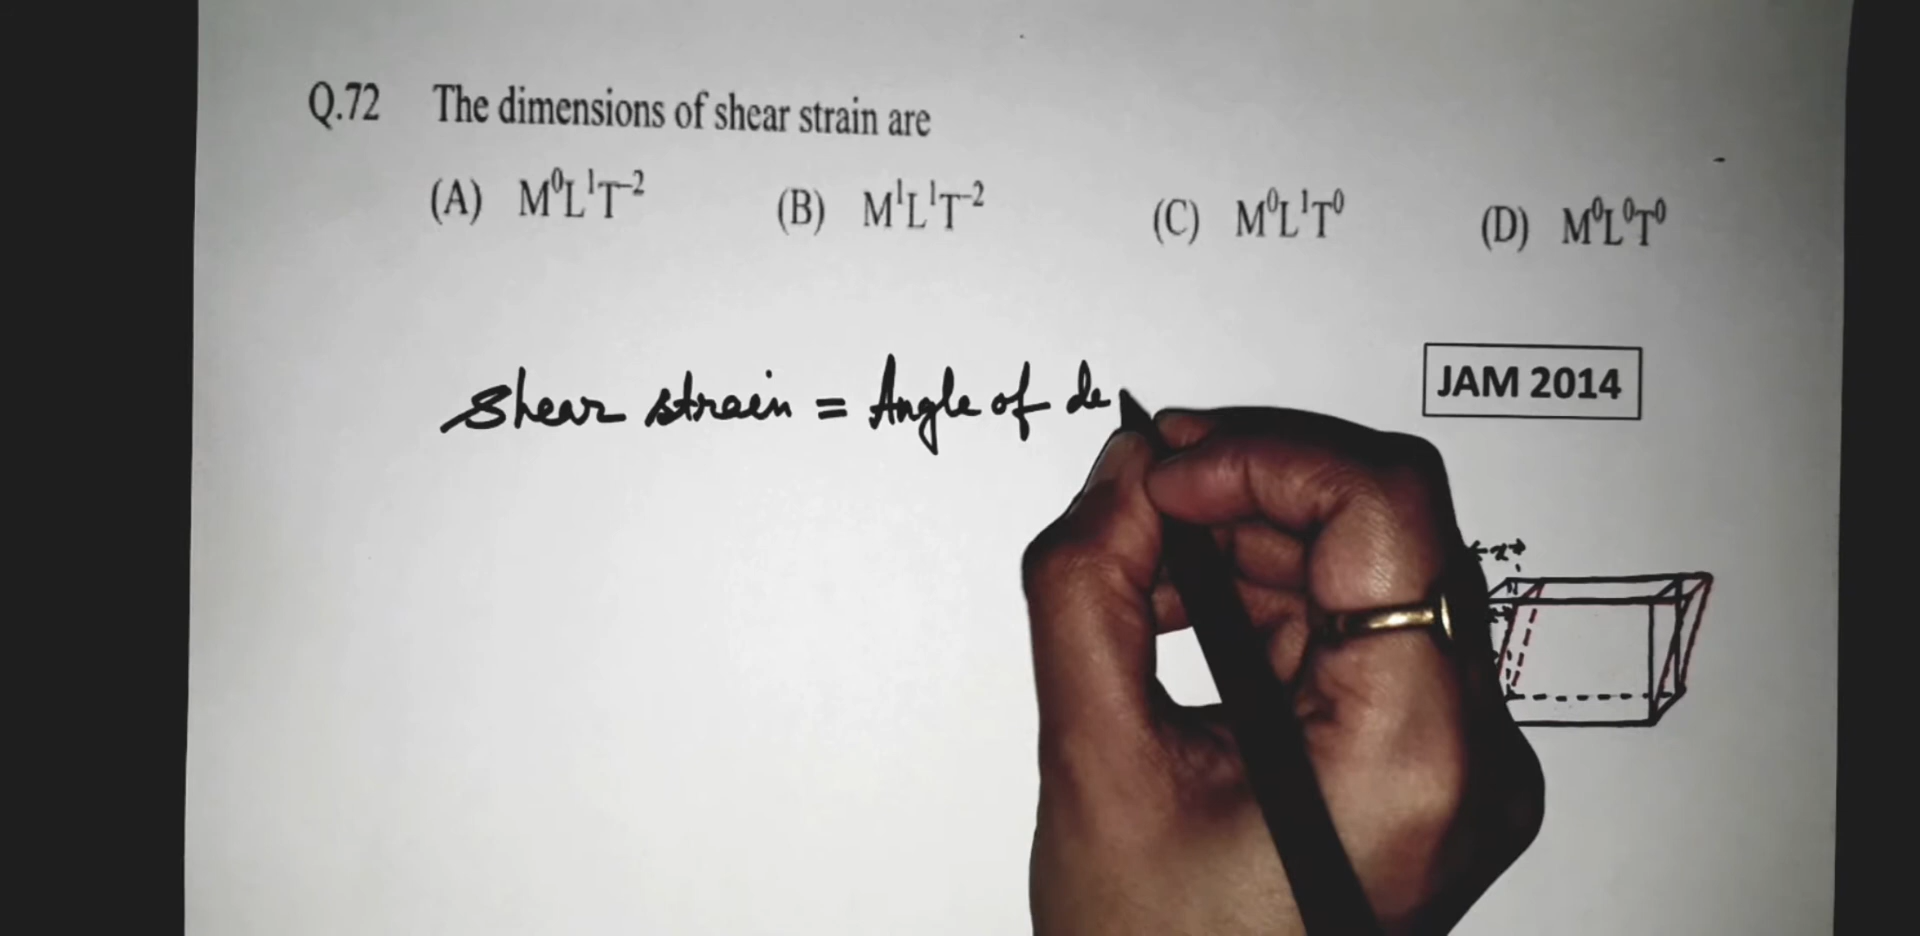 Q.72 The dimensions of shear strain are
(A) M⁰L¹T⁻² (B) M¹L¹T⁻² (C) M⁰L¹T⁰ (D) M⁰L⁰T⁰
JAM 2014
Shear strain = Angle of de
x